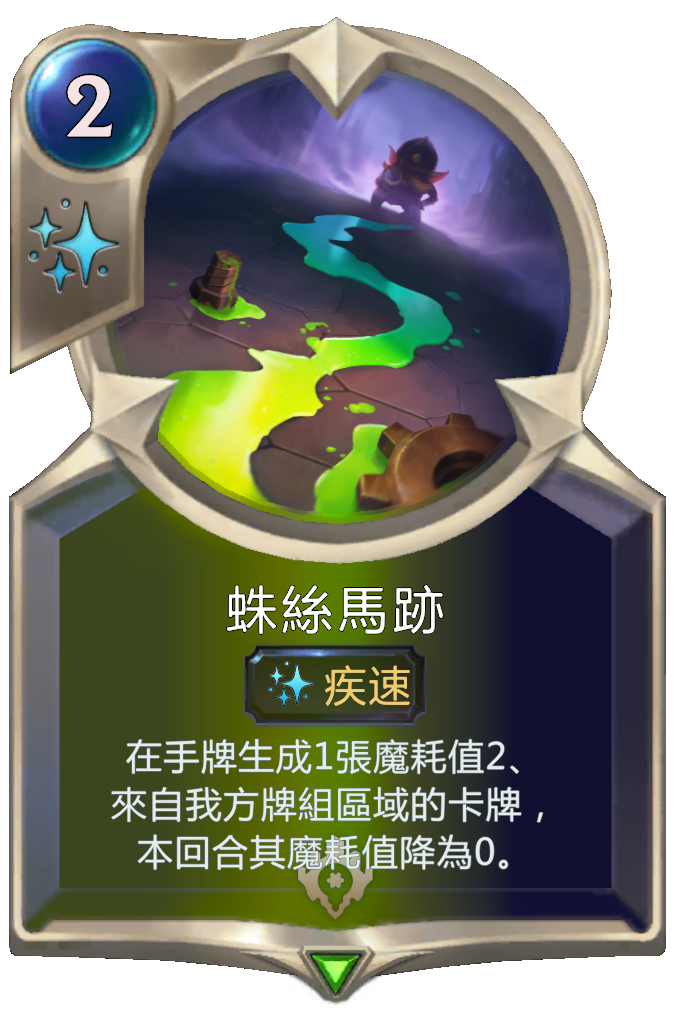 2
蛛絲馬跡
疾速
在手牌生成1張魔耗值2、
來自我方牌組區域的卡牌，
本回合其魔耗值降為0。